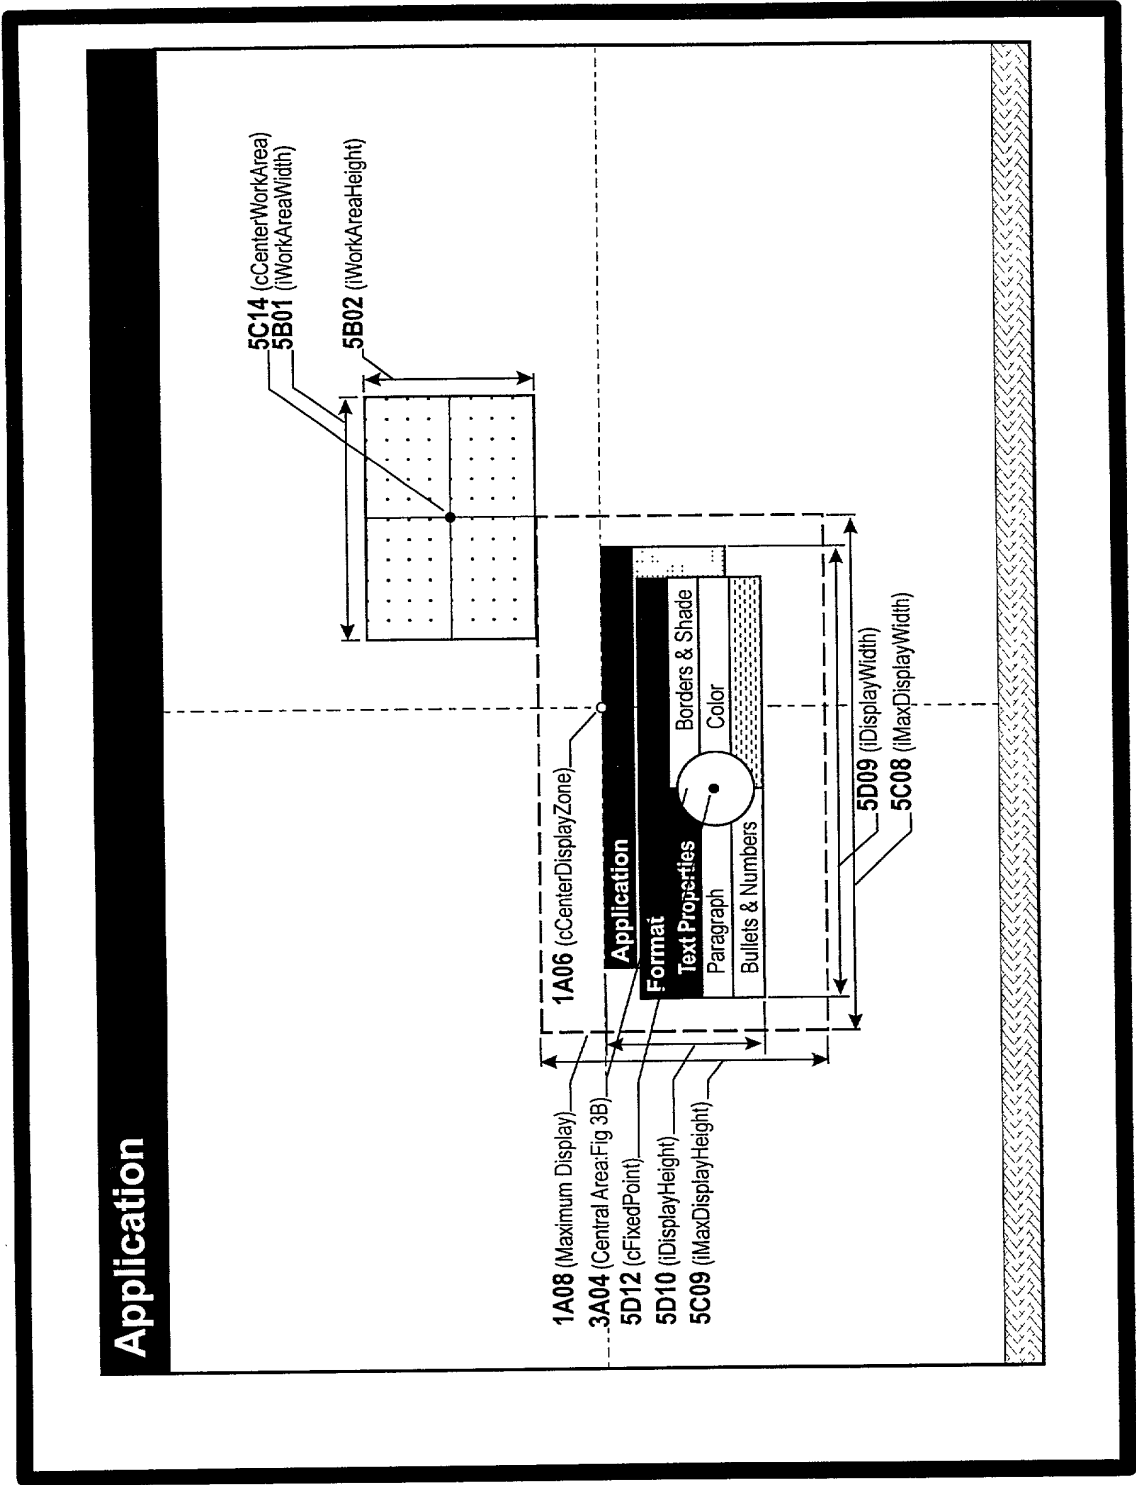 Application
5C14 (cCenterWorkArea)
5B01 (iWorkAreaWidth)
5B02 (iWorkAreaHeight)
1A06 (cCenterDisplayZone)
Application
Format
Text Properties
Borders & Shade
Paragraph
Color
Bullets & Numbers
1A08 (Maximum Display)
3A04 (Central Area:Fig 3B)
5D12 (cFixedPoint)
5D10 (iDisplayHeight)
5C09 (iMaxDisplayHeight)
5D09 (iDisplayWidth)
5C08 (iMaxDisplayWidth)